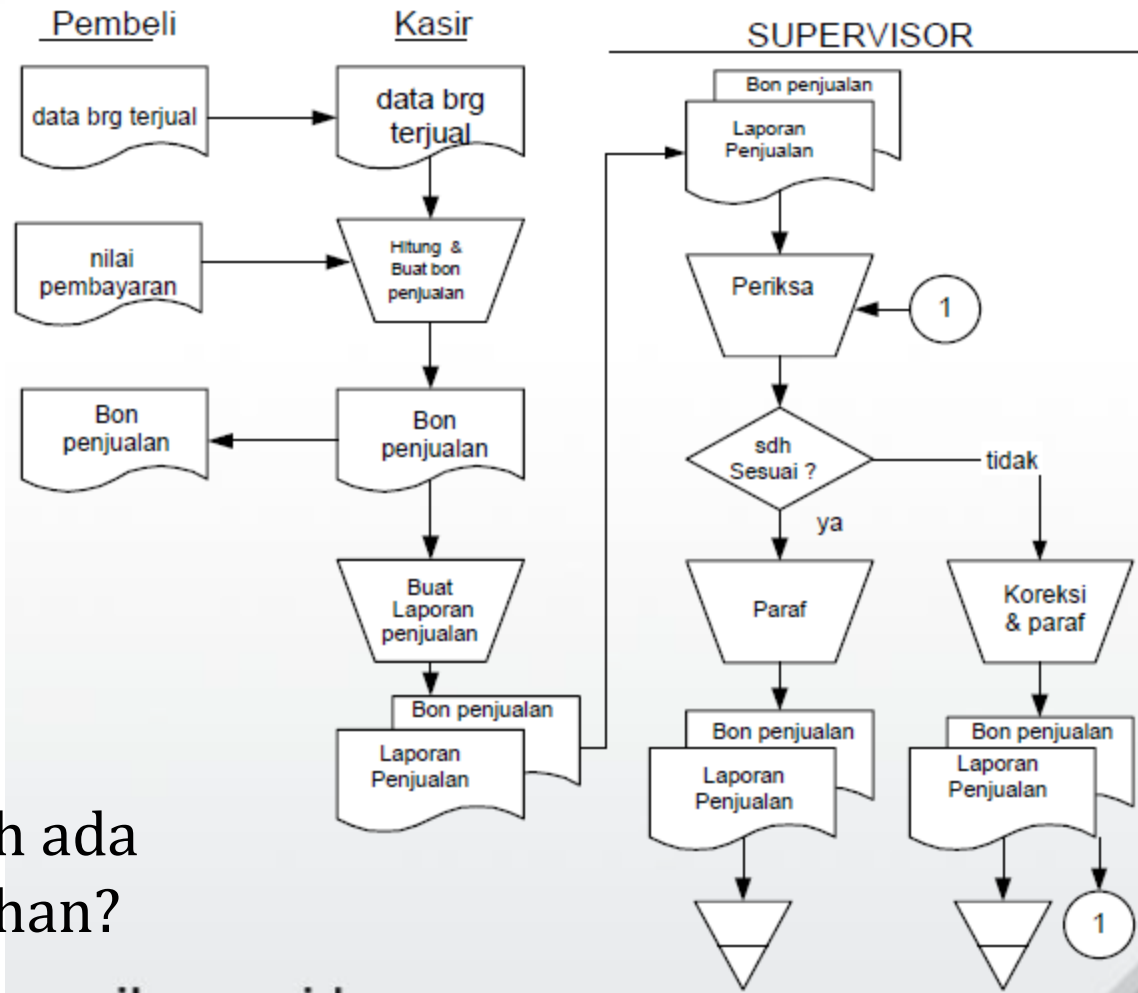 Pembeli
Kasir
SUPERVISOR
data brg terjual
data brg
terjual
nilai
pembayaran
Hitung &
Buat bon
penjualan
Bon
penjualan
Bon
penjualan
Buat
Laporan
penjualan
Bon penjualan
Laporan
Penjualan
Bon penjualan
Laporan
Penjualan
Periksa
1
sdh
Sesuai ?
tidak
ya
Paraf
Koreksi
& paraf
Bon penjualan
Laporan
Penjualan
Bon penjualan
Laporan
Penjualan
1
h ada
han?